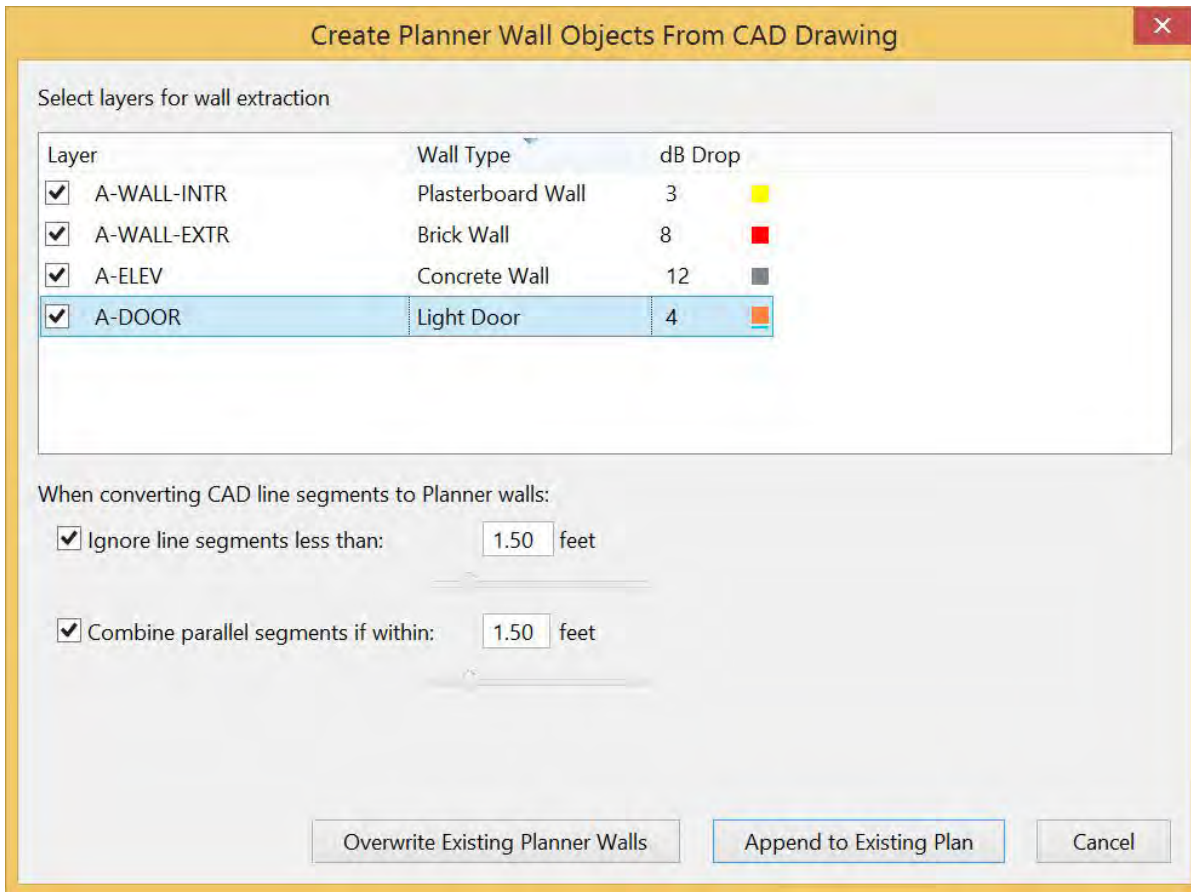 Create Planner Wall Objects From CAD Drawing
Select layers for wall extraction
Layer Wall Type dB Drop
A-WALL-INTR Plasterboard Wall 3
A-WALL-EXTR Brick Wall 8
A-ELEV Concrete Wall 12
A-DOOR Light Door 4
When converting CAD line segments to Planner walls:
Ignore line segments less than: 1.50 feet
Combine parallel segments if within: 1.50 feet
Overwrite Existing Planner Walls Append to Existing Plan Cancel